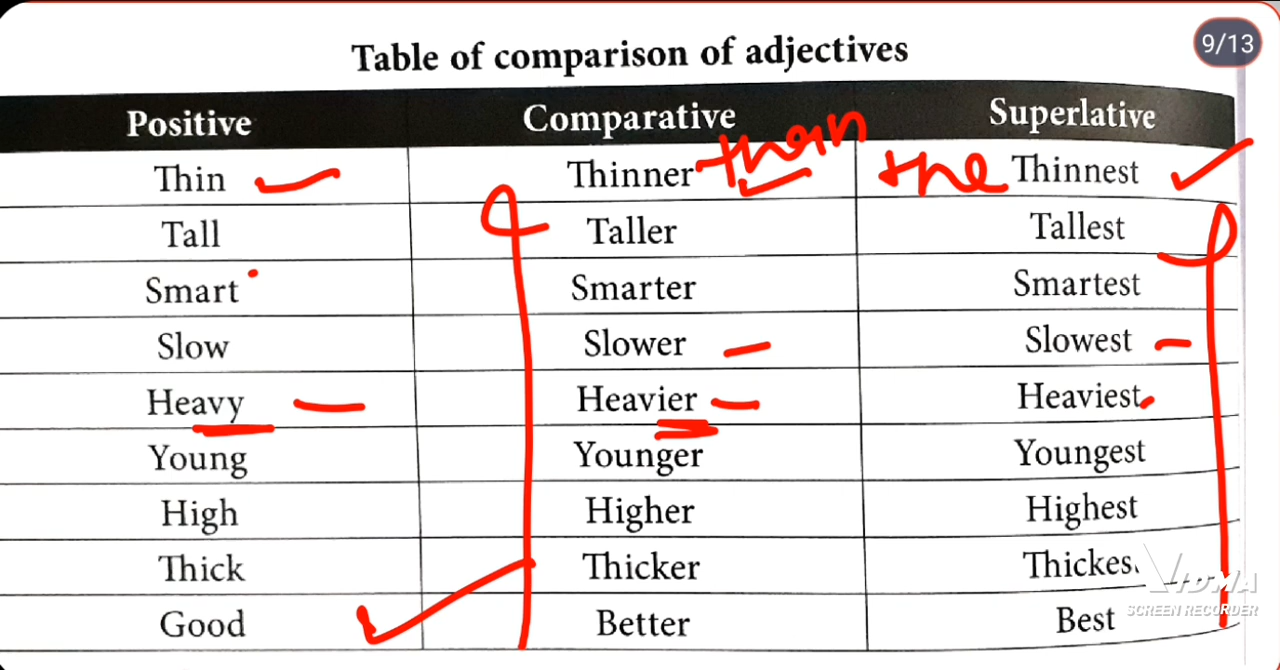 9/13
Table of comparison of adjectives
Positive Comparative Superlative
Thin Thinner than the Thinnest
Tall Taller Tallest
Smart Smarter Smartest
Slow Slower Slowest
Heavy Heavier Heaviest
Young Younger Youngest
High Higher Highest
Thick Thicker Thickes
Good Better Best
VIDMA
SCREEN RECORDER